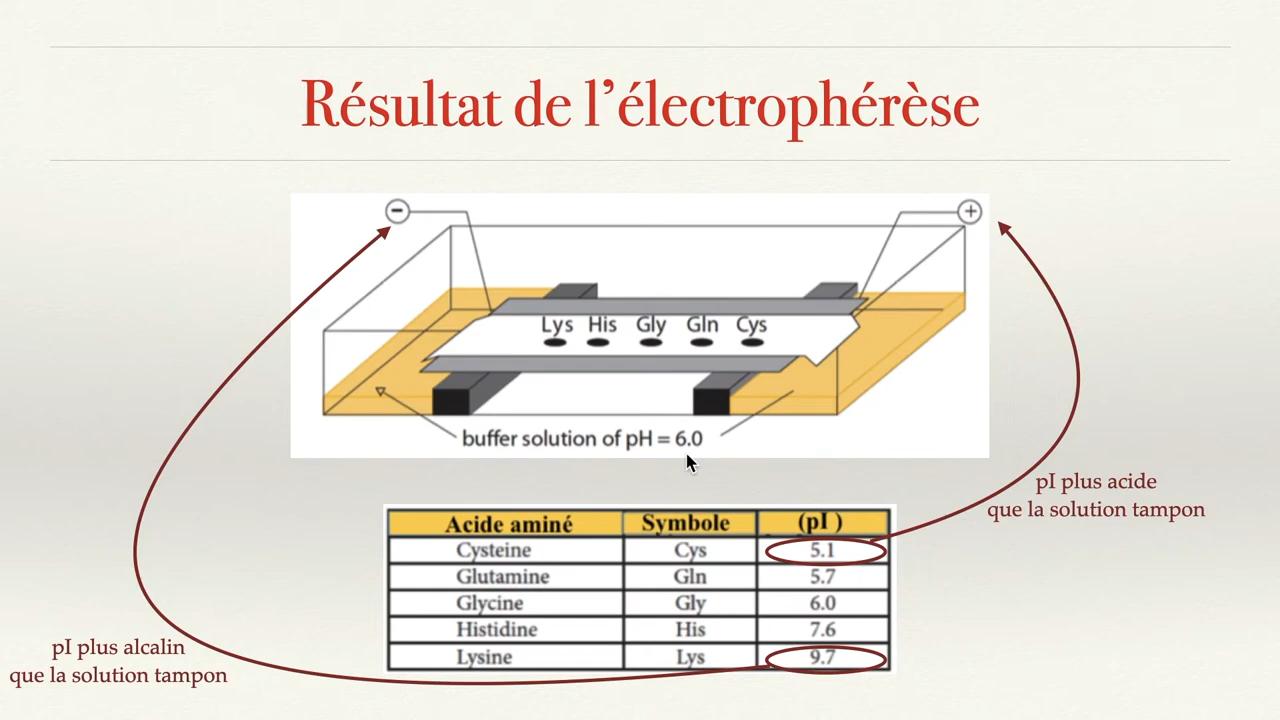 Résultat de l’électrophérèse
− +
Lys His Gly Gln Cys
buffer solution of pH = 6.0
pI plus acide
que la solution tampon
Acide aminé Symbole (pI )
Cysteine Cys 5.1
Glutamine Gln 5.7
Glycine Gly 6.0
Histidine His 7.6
Lysine Lys 9.7
pI plus alcalin
que la solution tampon